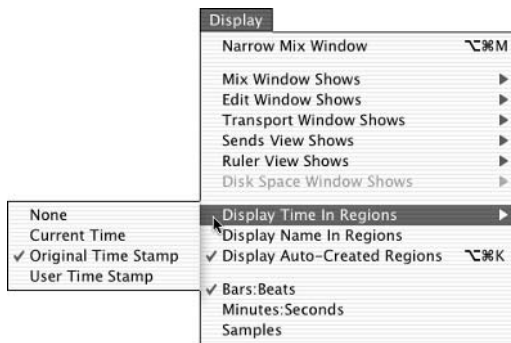 Display
Narrow Mix Window ⌥⌘M
Mix Window Shows
Edit Window Shows
Transport Window Shows
Sends View Shows
Ruler View Shows
Disk Space Window Shows
Display Time In Regions
Display Name In Regions
✓ Display Auto-Created Regions ⌥⌘K
✓ Bars:Beats
Minutes:Seconds
Samples
None
Current Time
✓ Original Time Stamp
User Time Stamp